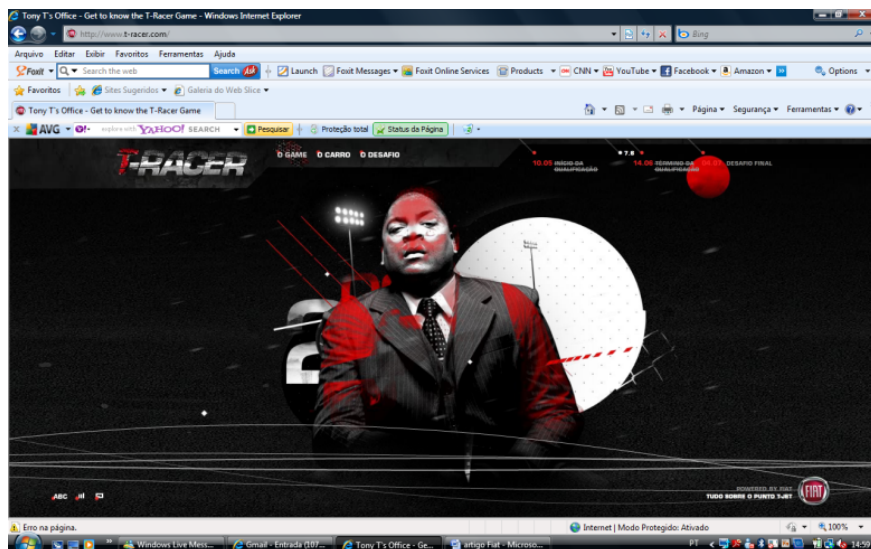 Tony T's Office - Get to know the T-Racer Game - Windows Internet Explorer
http://www.t-racer.com/
Bing
Arquivo Editar Exibir Favoritos Ferramentas Ajuda
Foxit Search the web Search Ask Launch Foxit Messages Foxit Online Services Products CNN YouTube Facebook Amazon Options
Favoritos Sites Sugeridos Galeria do Web Slice
Tony T's Office - Get to know the T-Racer Game Página Segurança Ferramentas
AVG Y! explore with YAHOO! SEARCH Pesquisar Proteção total Status da Página
T-RACER O GAME O CARRO O DESAFIO
7.8
10.05 INÍCIO DA QUALIFICAÇÃO 14.06 TÉRMINO DA QUALIFICAÇÃO DESAFIO FINAL
2
ABC
POWERED BY FIAT
TUDO SOBRE O PUNTO T-JET
FIAT
Erro na página. Internet | Modo Protegido: Ativado 100%
Windows Live Mess... Gmail - Entrada (107... Tony T's Office - Ge... artigo Fiat - Microso... PT 14:59